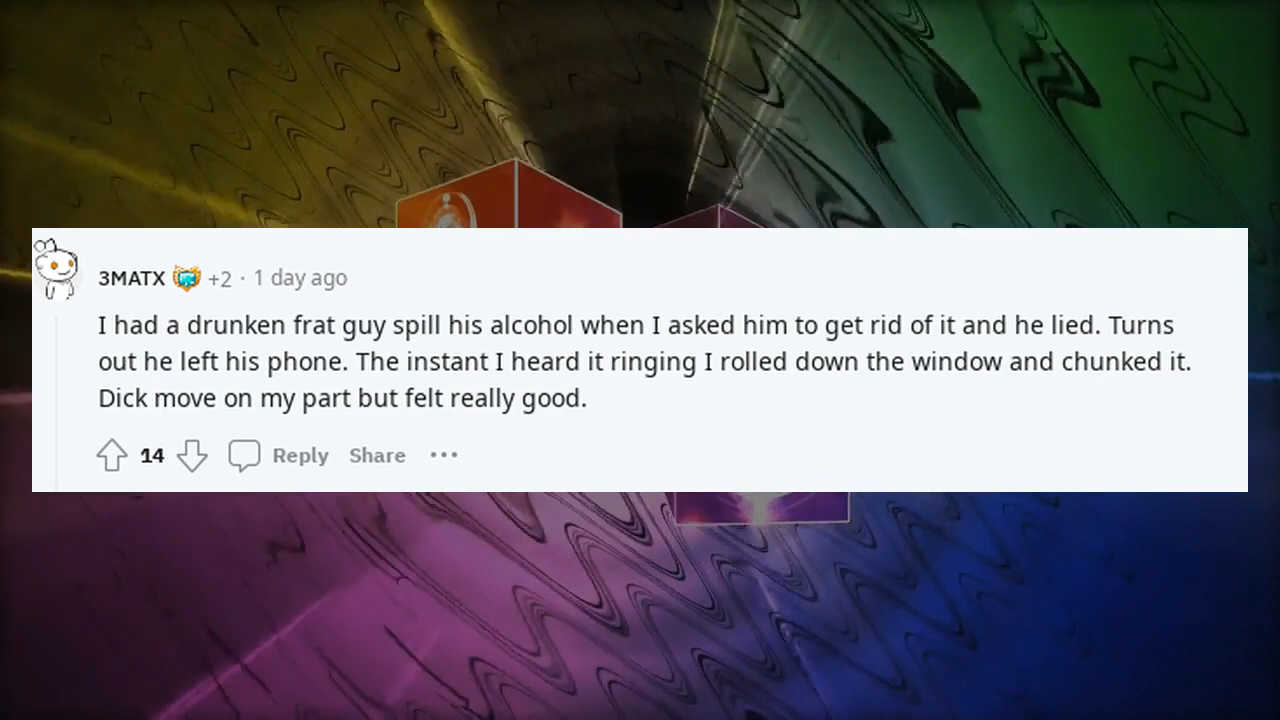 3MATX +2 · 1 day ago
I had a drunken frat guy spill his alcohol when I asked him to get rid of it and he lied. Turns
out he left his phone. The instant I heard it ringing I rolled down the window and chunked it.
Dick move on my part but felt really good.
14 Reply Share ...